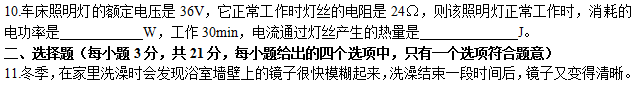 10.车床照明灯的额定电压是 36V，它正常工作时灯丝的电阻是 24Ω，则该照明灯正常工作时，消耗的
电功率是____________W，工作 30min，电流通过灯丝产生的热量是______________J。
二、选择题（每小题 3 分，共 21 分，每小题给出的四个选项中，只有一个选项符合题意）
11.冬季，在家里洗澡时会发现浴室墙壁上的镜子很快模糊起来，洗澡结束一段时间后，镜子又变得清晰。